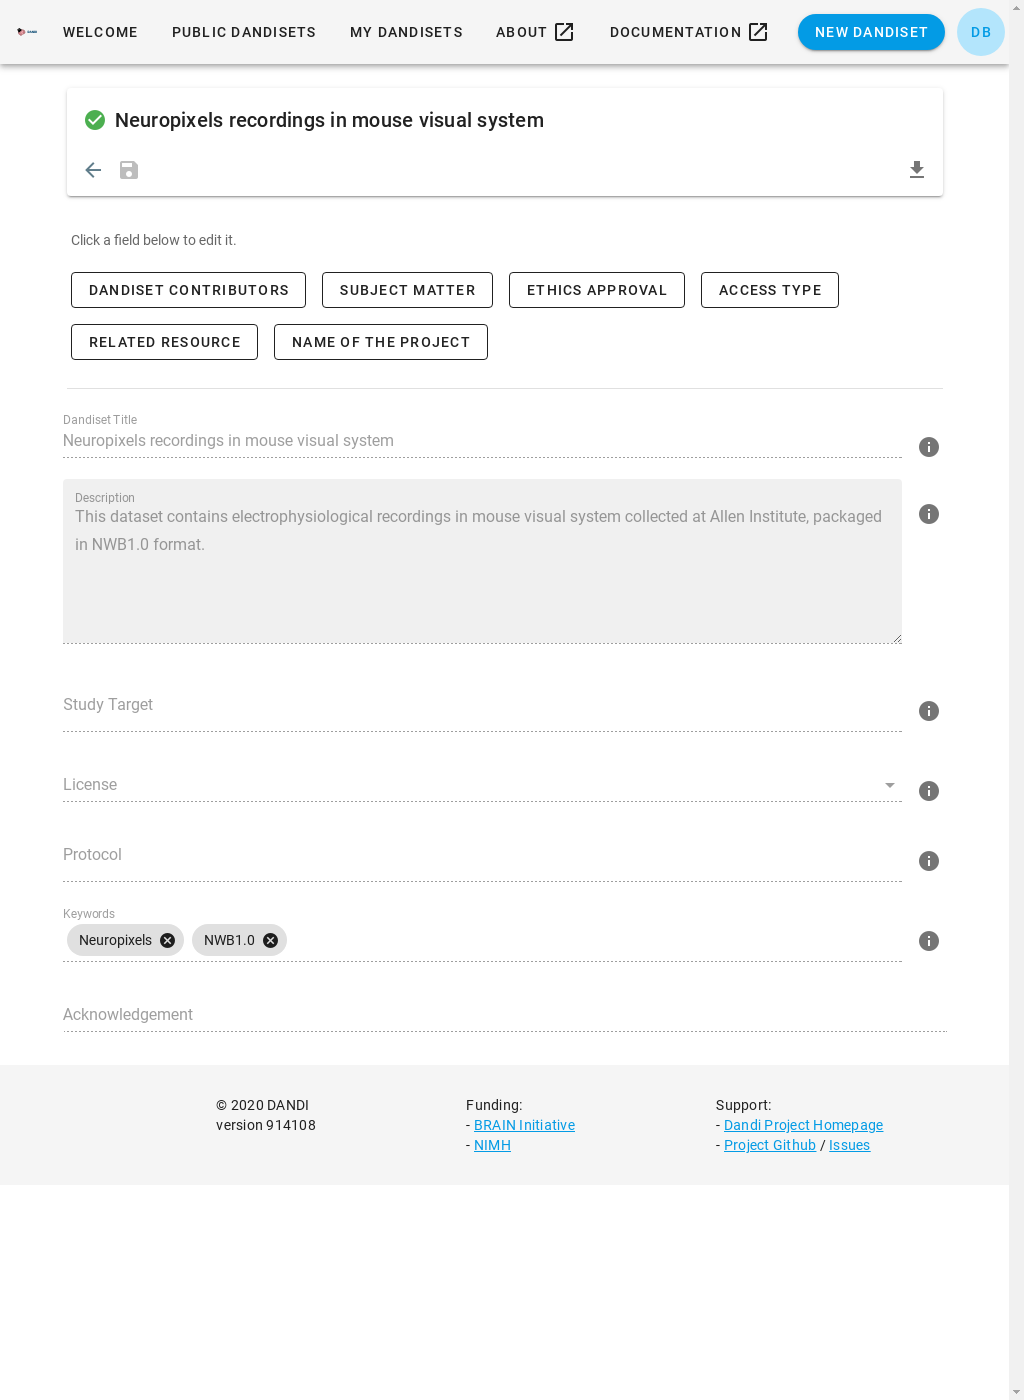 WELCOME PUBLIC DANDISETS MY DANDISETS ABOUT DOCUMENTATION NEW DANDISET DB
Neuropixels recordings in mouse visual system
Click a field below to edit it.
DANDISET CONTRIBUTORS SUBJECT MATTER ETHICS APPROVAL ACCESS TYPE
RELATED RESOURCE NAME OF THE PROJECT
Dandiset Title
Neuropixels recordings in mouse visual system
Description
This dataset contains electrophysiological recordings in mouse visual system collected at Allen Institute, packaged
in NWB1.0 format.
Study Target
License
Protocol
Keywords
Neuropixels NWB1.0
Acknowledgement
© 2020 DANDI
version 914108
Funding:
- BRAIN Initiative
- NIMH
Support:
- Dandi Project Homepage
- Project Github / Issues